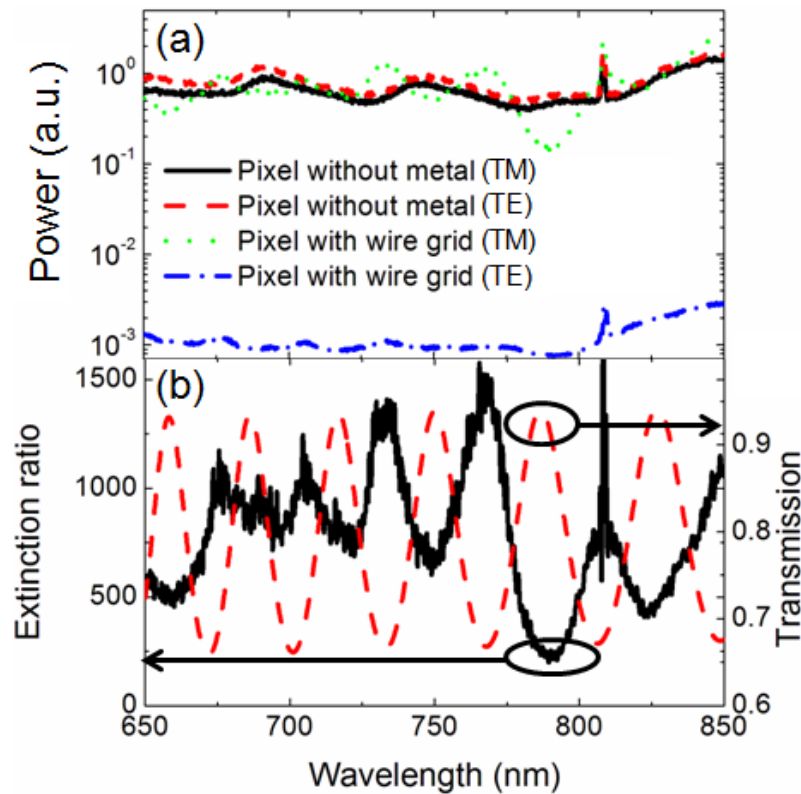 (a)
Power (a.u.)
10^0
10^-1
10^-2
10^-3
Pixel without metal (TM)
Pixel without metal (TE)
Pixel with wire grid (TM)
Pixel with wire grid (TE)
(b)
Extinction ratio
1500
1000
500
0
Transmission
0.9
0.8
0.7
0.6
650
700
750
800
850
Wavelength (nm)